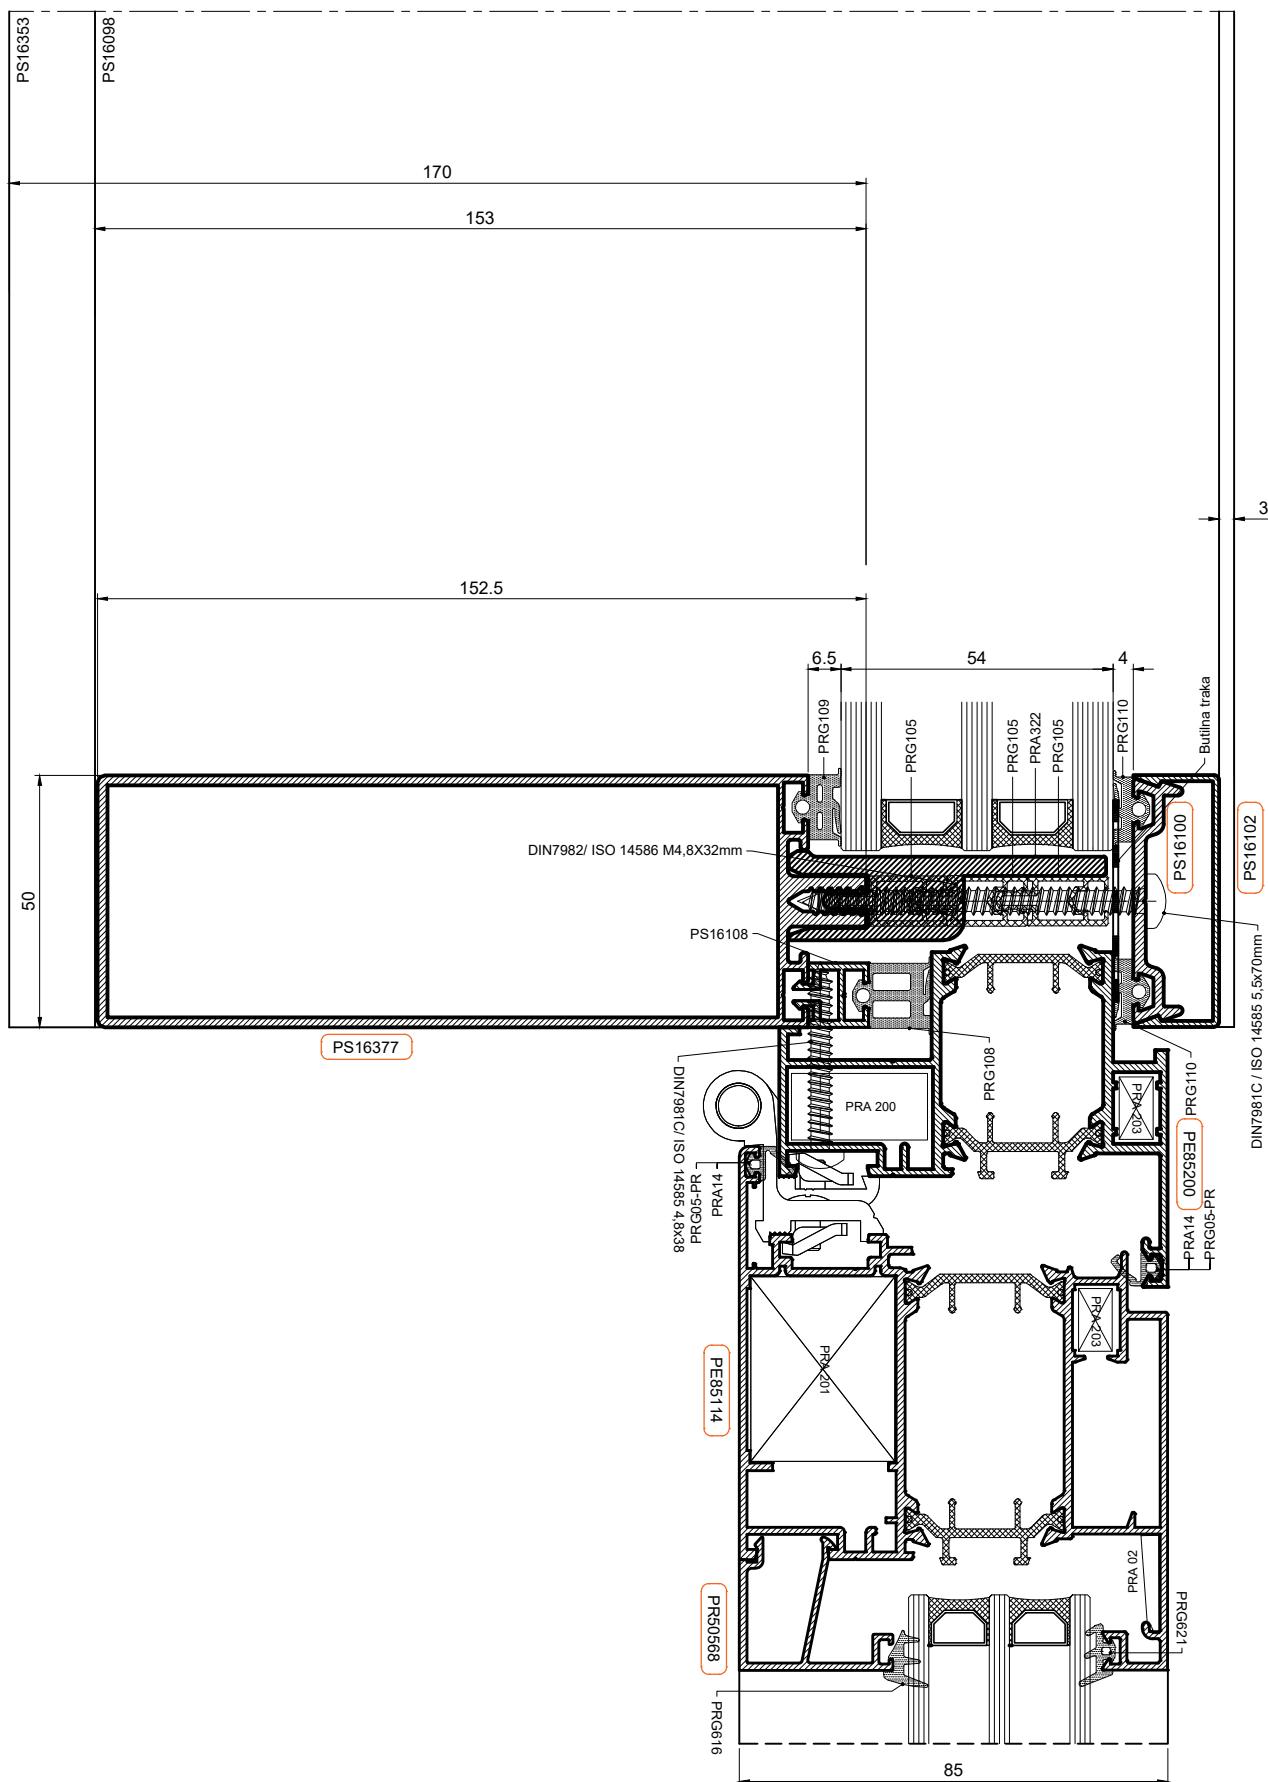 PS16353
PS16098
170
153
3
152.5
6.5
54
4
PRG109
PRG105
PRG105
PRA322
PRG105
PRG110
Butilna traka
PS16100
PS16102
DIN7982/ ISO 14586 M4,8X32mm
50
PS16108
PS16377
DIN7981C/ ISO 14585 4,8x38
PRG05-PR
PRA14
PRA 200
PRG108
PRA 203
PRG110
PE85200
PRA14
PRG05-PR
DIN7981C / ISO 14585 5,5x70mm
PRA 203
PRA 201
PE85114
PR50568
PRA 02
PRG621
PRG616
85